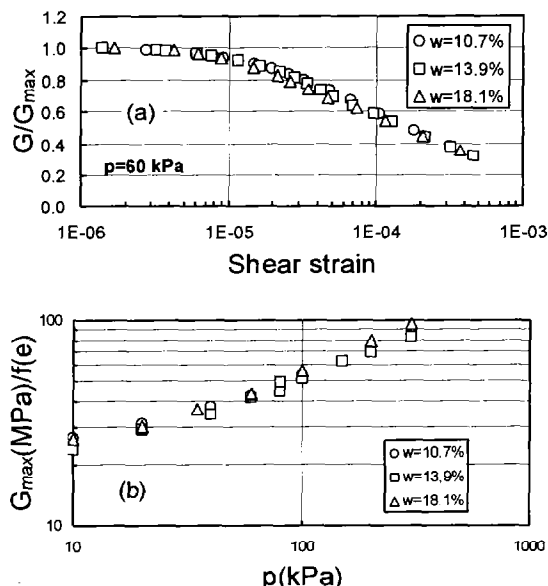 1.2
1.0
0.8
0.6
0.4
0.2
0.0
G/Gmax
(a)
p=60 kPa
w=10.7%
w=13.9%
w=18.1%
1E-06 1E-05 1E-04 1E-03
Shear strain
100
10
Gmax(MPa)/f(e)
(b)
w=10.7%
w=13.9%
w=18.1%
10 100 1000
p(kPa)